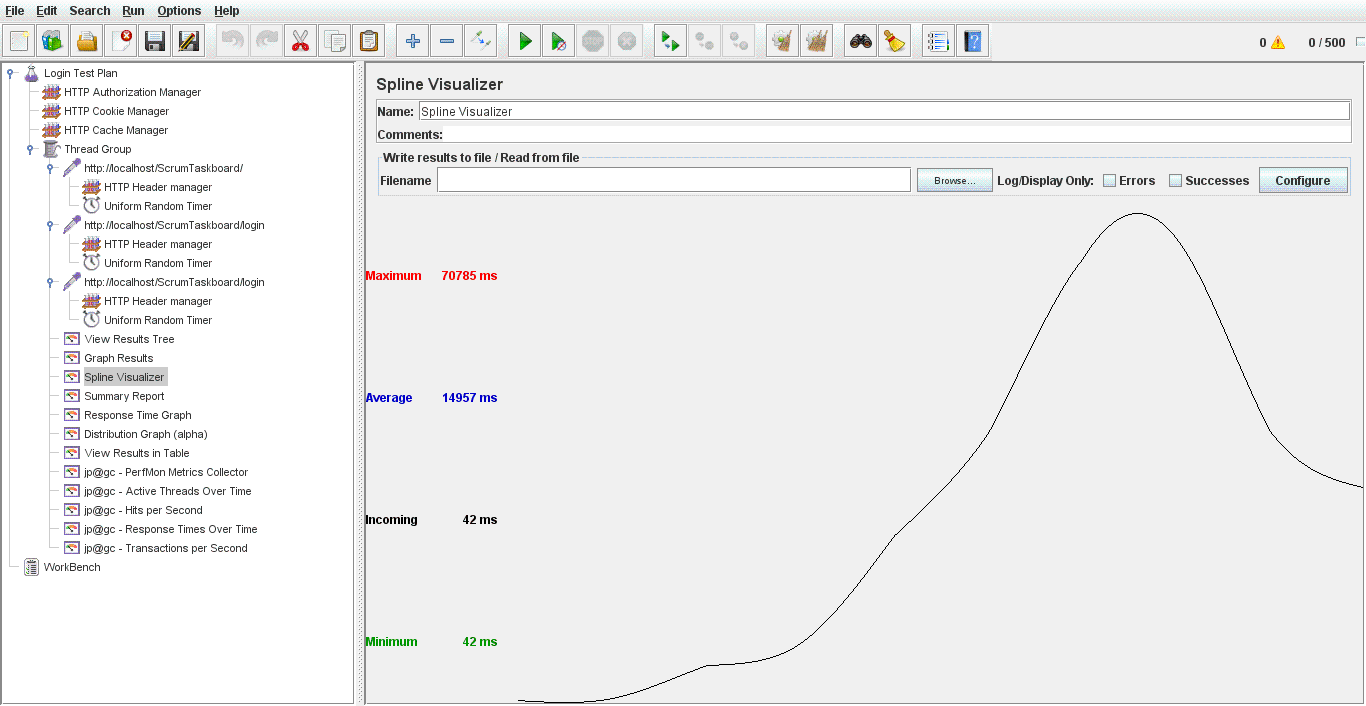 File Edit Search Run Options Help
0 0 / 500
Login Test Plan
HTTP Authorization Manager
HTTP Cookie Manager
HTTP Cache Manager
Thread Group
http://localhost/ScrumTaskboard/
HTTP Header manager
Uniform Random Timer
http://localhost/ScrumTaskboard/login
HTTP Header manager
Uniform Random Timer
http://localhost/ScrumTaskboard/login
HTTP Header manager
Uniform Random Timer
View Results Tree
Graph Results
Spline Visualizer
Summary Report
Response Time Graph
Distribution Graph (alpha)
View Results in Table
jp@gc - PerfMon Metrics Collector
jp@gc - Active Threads Over Time
jp@gc - Hits per Second
jp@gc - Response Times Over Time
jp@gc - Transactions per Second
WorkBench
Spline Visualizer
Name: Spline Visualizer
Comments:
Write results to file / Read from file
Filename Browse... Log/Display Only: Errors Successes Configure
Maximum 70785 ms
Average 14957 ms
Incoming 42 ms
Minimum 42 ms